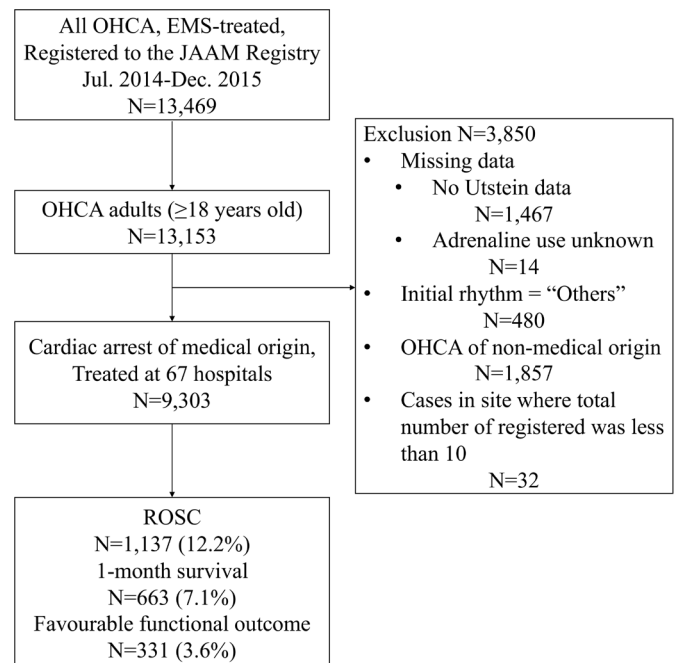 All OHCA, EMS-treated,
Registered to the JAAM Registry
Jul. 2014-Dec. 2015
N=13,469
OHCA adults (≥18 years old)
N=13,153
Exclusion N=3,850
• Missing data
• No Utstein data
N=1,467
• Adrenaline use unknown
N=14
• Initial rhythm = “Others”
N=480
• OHCA of non-medical origin
N=1,857
• Cases in site where total
number of registered was less
than 10
N=32
Cardiac arrest of medical origin,
Treated at 67 hospitals
N=9,303
ROSC
N=1,137 (12.2%)
1-month survival
N=663 (7.1%)
Favourable functional outcome
N=331 (3.6%)